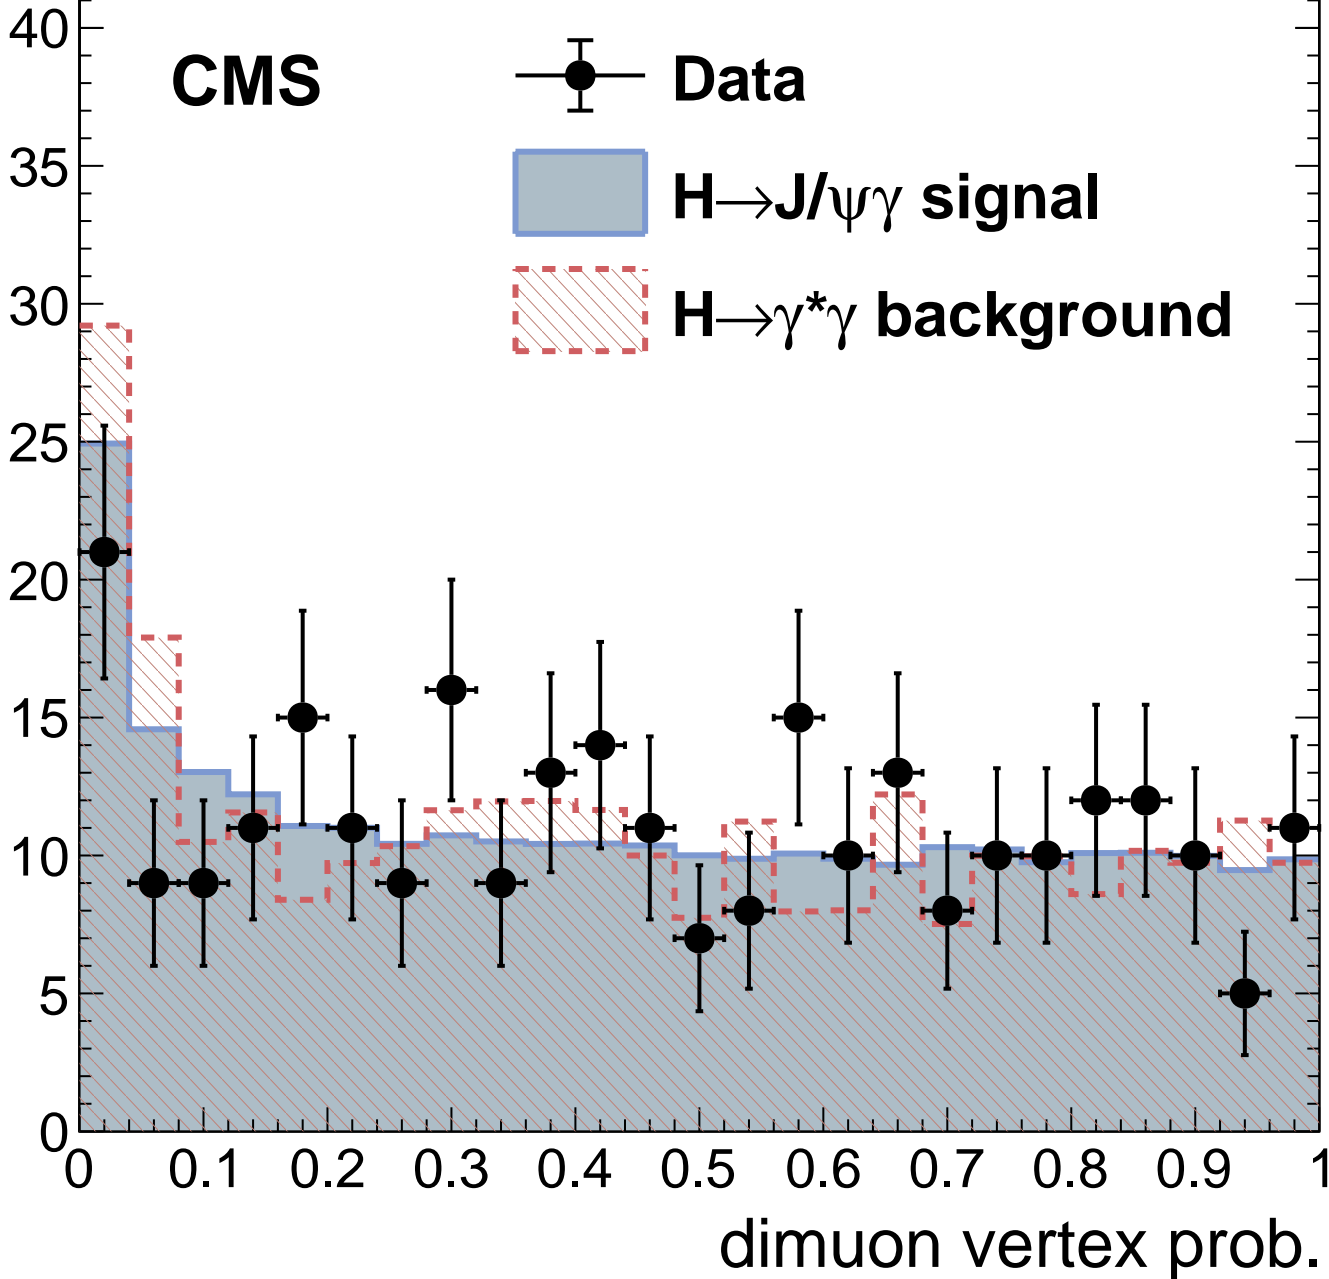 CMS
Data
H→J/ψγ signal
H→γ*γ background
40
35
30
25
20
15
10
5
0
0 0.1 0.2 0.3 0.4 0.5 0.6 0.7 0.8 0.9 1
dimuon vertex prob.